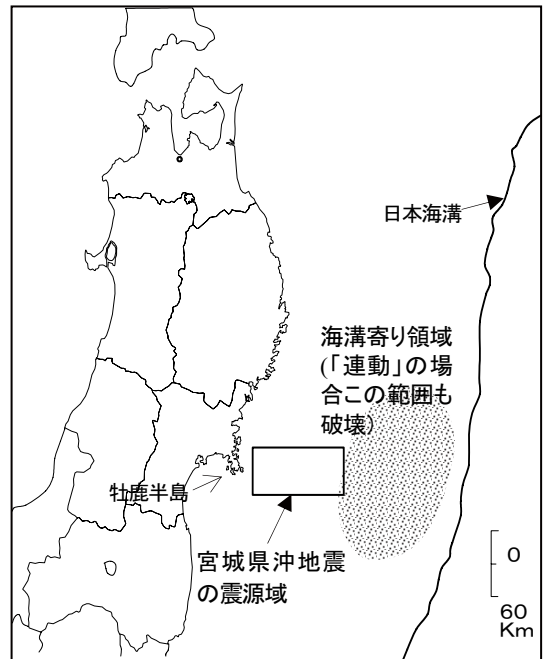 日本海溝
海溝寄り領域
(「連動」の場
合この範囲も
破壊)
牡鹿半島
宮城県沖地震
の震源域
0
60
Km